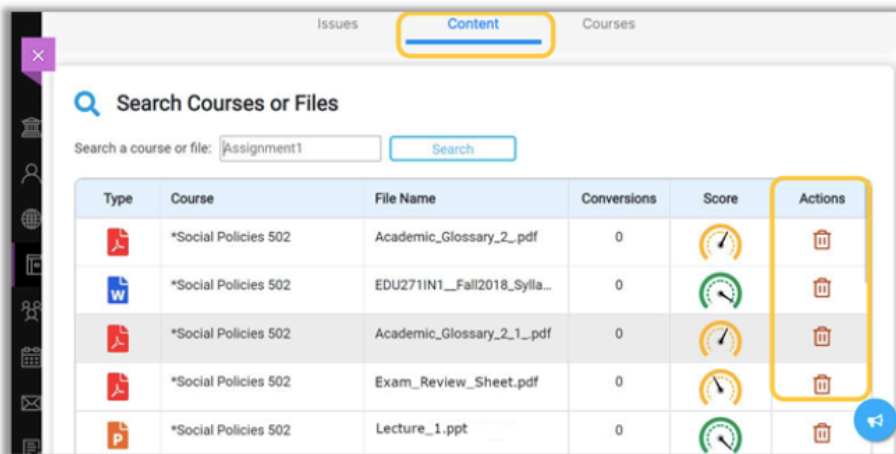 Issues Content Courses
Search Courses or Files
Search a course or file: Assignment1 Search
Type Course File Name Conversions Score Actions
*Social Policies 502 Academic_Glossary_2_.pdf 0
W *Social Policies 502 EDU271IN1__Fall2018_Sylla... 0
*Social Policies 502 Academic_Glossary_2_1_.pdf 0
*Social Policies 502 Exam_Review_Sheet.pdf 0
P *Social Policies 502 Lecture_1.ppt 0